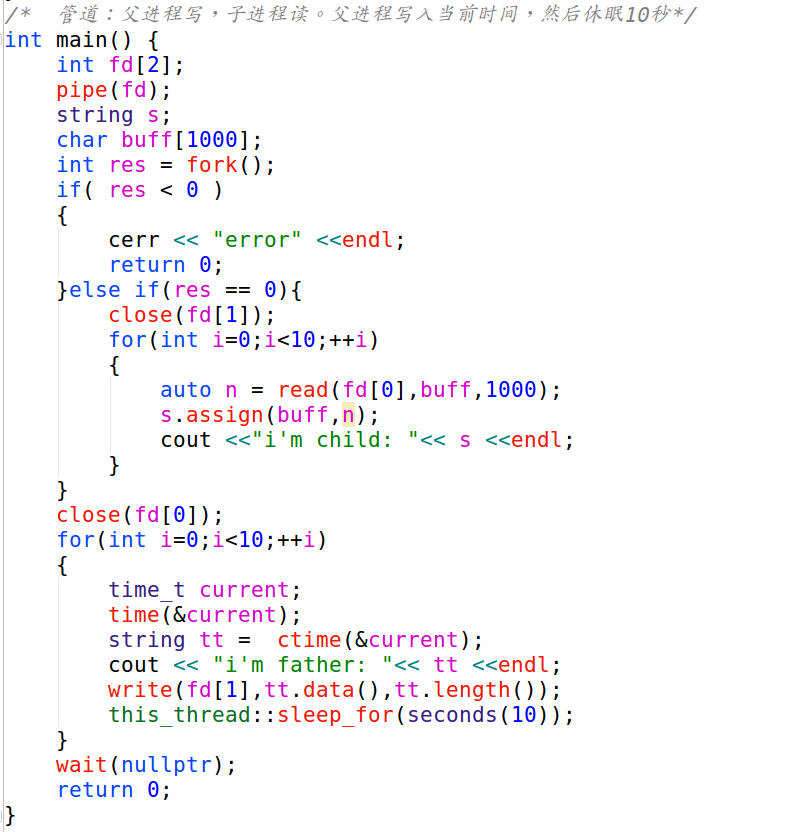 /*  管道：父进程写，子进程读。父进程写入当前时间，然后休眠10秒*/
int main() {
    int fd[2];
    pipe(fd);
    string s;
    char buff[1000];
    int res = fork();
    if( res < 0 )
    {
        cerr << "error" <<endl;
        return 0;
    }else if(res == 0){
        close(fd[1]);
        for(int i=0;i<10;++i)
        {
            auto n = read(fd[0],buff,1000);
            s.assign(buff,n);
            cout <<"i'm child: "<< s <<endl;
        }
    }
    close(fd[0]);
    for(int i=0;i<10;++i)
    {
        time_t current;
        time(&current);
        string tt =  ctime(&current);
        cout << "i'm father: "<< tt <<endl;
        write(fd[1],tt.data(),tt.length());
        this_thread::sleep_for(seconds(10));
    }
    wait(nullptr);
    return 0;
}